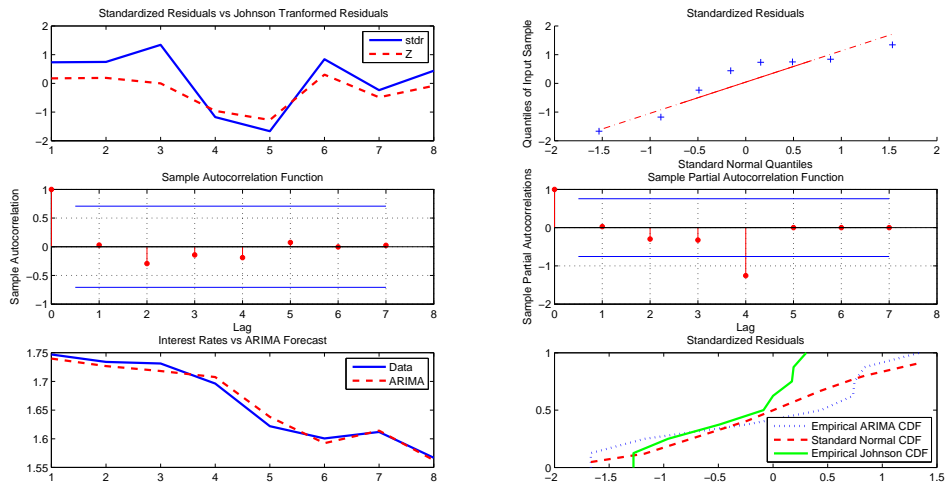 Standardized Residuals vs Johnson Tranformed Residuals
2
1
0
−1
−2
1 2 3 4 5 6 7 8
stdr
Z
Standardized Residuals
Quantiles of Input Sample
2
1
0
−1
−2
−2 −1.5 −1 −0.5 0 0.5 1 1.5 2
Standard Normal Quantiles
Sample Autocorrelation Function
Sample Autocorrelation
1
0.5
0
−0.5
−1
0 1 2 3 4 5 6 7 8
Lag
Sample Partial Autocorrelation Function
Sample Partial Autocorrelations
1
0
−1
−2
0 1 2 3 4 5 6 7 8
Lag
Interest Rates vs ARIMA Forecast
1.75
1.65
1.6
1.55
1 2 3 4 5 6 7 8
Data
ARIMA
Standardized Residuals
1
0.5
0
−2 −1.5 −1 −0.5 0 0.5 1 1.5
Empirical ARIMA CDF
Standard Normal CDF
Empirical Johnson CDF